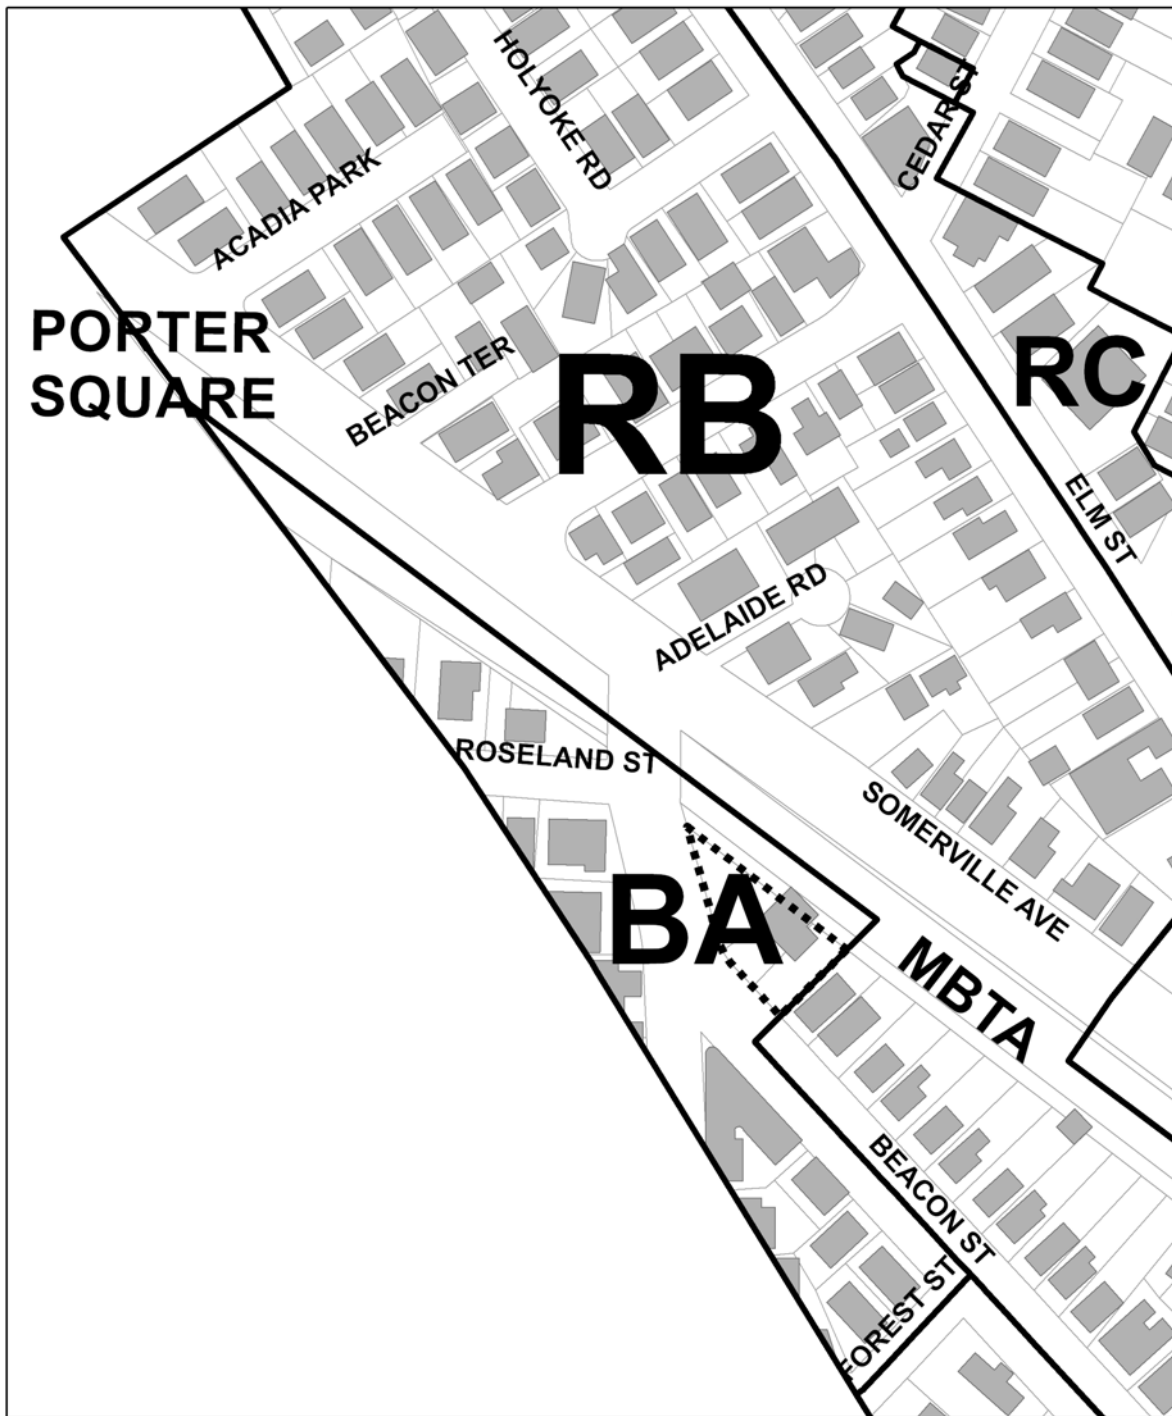 HOLYOKE RD
CEDAR ST
ACADIA PARK
PORTER
SQUARE
BEACON TER
RB
RC
ELM ST
ADELAIDE RD
ROSELAND ST
SOMERVILLE AVE
BA
MBTA
BEACON ST
FOREST ST